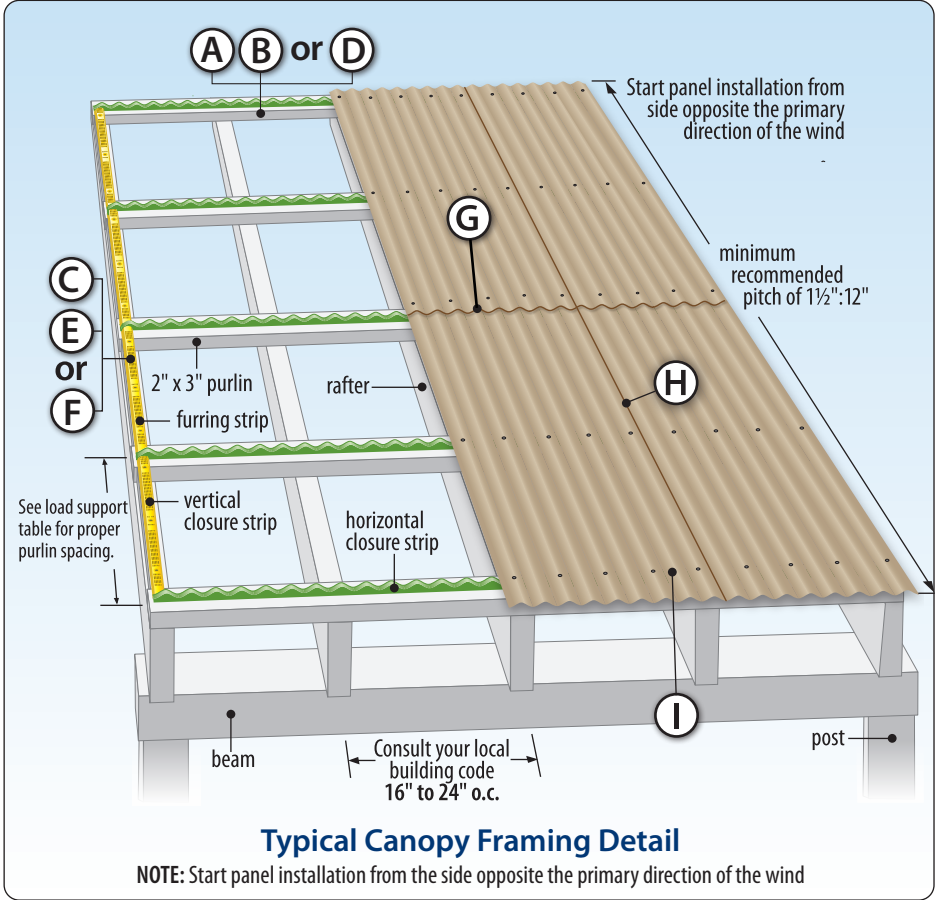 A B or D
Start panel installation from
side opposite the primary
direction of the wind
G
minimum
recommended
pitch of 1½":12"
C
E
or
F
2" x 3" purlin
rafter
H
furring strip
See load support
table for proper
purlin spacing.
vertical
closure strip
horizontal
closure strip
I
beam
Consult your local
building code
16" to 24" o.c.
post
Typical Canopy Framing Detail
NOTE: Start panel installation from the side opposite the primary direction of the wind